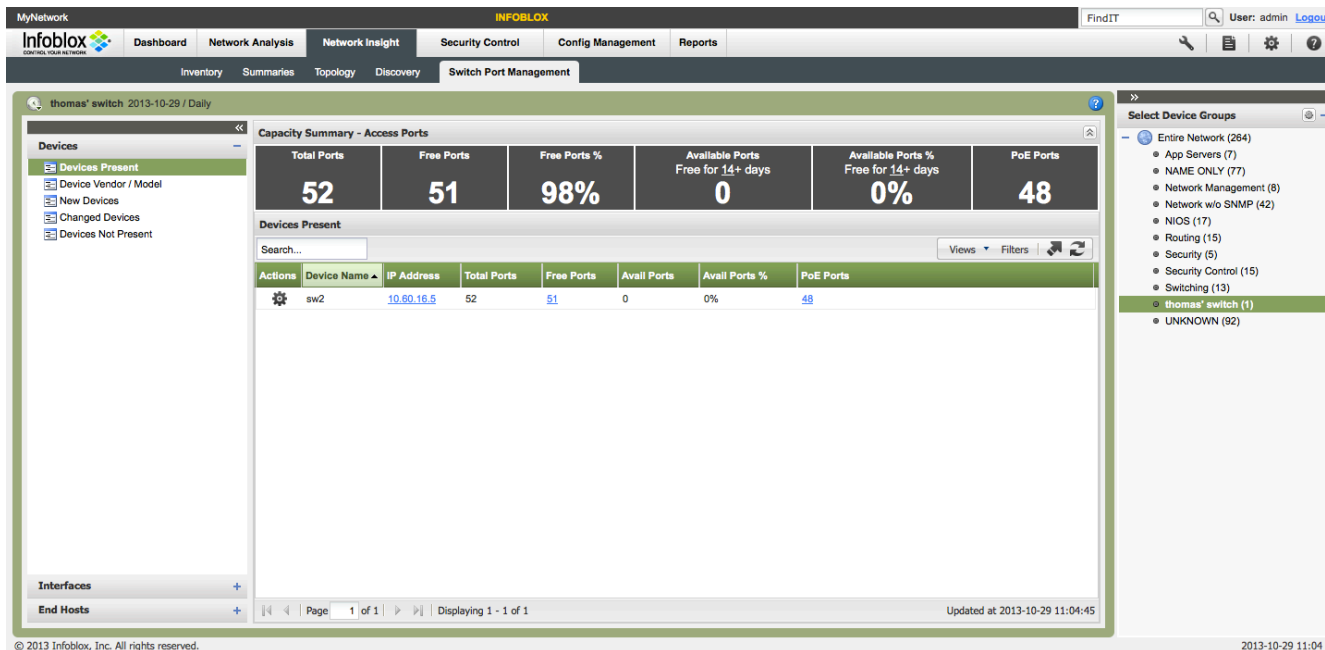 MyNetwork INFOBLOX FindIT User: admin Logou
Infoblox Dashboard Network Analysis Network Insight Security Control Config Management Reports
CONTROL YOUR NETWORK
Inventory Summaries Topology Discovery Switch Port Management
thomas' switch 2013-10-29 / Daily
Devices
Devices Present
Device Vendor / Model
New Devices
Changed Devices
Devices Not Present
Interfaces
End Hosts
Capacity Summary - Access Ports
Total Ports Free Ports Free Ports % Available Ports Available Ports % PoE Ports
Free for 14+ days Free for 14+ days
52 51 98% 0 0% 48
Devices Present
Search... Views Filters
Actions Device Name IP Address Total Ports Free Ports Avail Ports Avail Ports % PoE Ports
sw2 10.60.16.5 52 51 0 0% 48
Page 1 of 1 Displaying 1 - 1 of 1 Updated at 2013-10-29 11:04:45
Select Device Groups
Entire Network (264)
App Servers (7)
NAME ONLY (77)
Network Management (8)
Network w/o SNMP (42)
NIOS (17)
Routing (15)
Security (5)
Security Control (15)
Switching (13)
thomas' switch (1)
UNKNOWN (92)
© 2013 Infoblox, Inc. All rights reserved. 2013-10-29 11:04